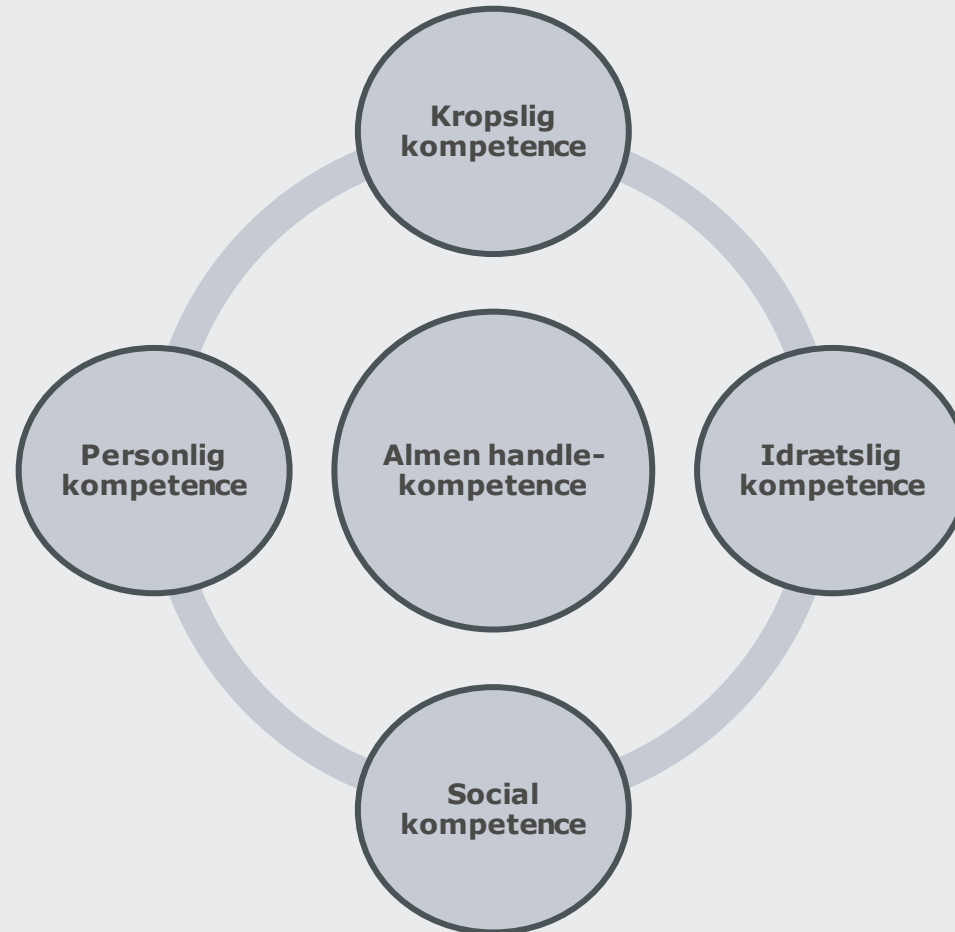 Kropslig
kompetence
Personlig
kompetence
Almen handle-
kompetence
Idrætslig
kompetence
Social
kompetence